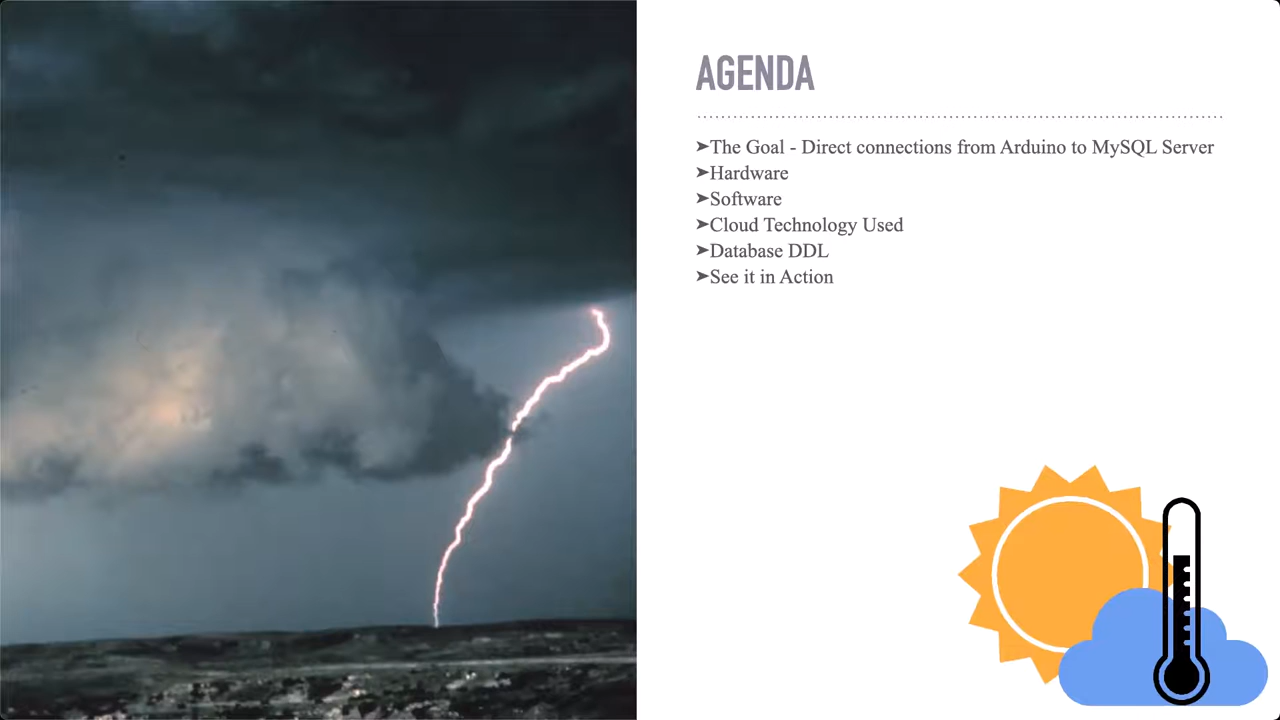 AGENDA
➤The Goal - Direct connections from Arduino to MySQL Server
➤Hardware
➤Software
➤Cloud Technology Used
➤Database DDL
➤See it in Action